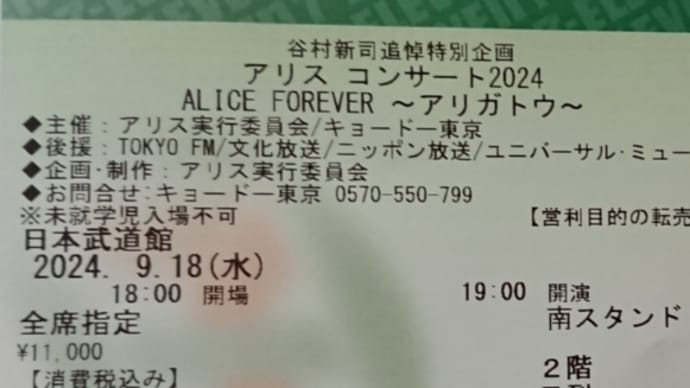 谷村新司追悼特別企画
アリス コンサート2024
ALICE FOREVER ～アリガトウ～
◆主催：アリス実行委員会/キョードー東京
◆後援：TOKYO FM/文化放送/ニッポン放送/ユニバーサル・ミュー
◆企画・制作：アリス実行委員会
◆お問合せ：キョードー東京 0570-550-799
※未就学児入場不可 【営利目的の転売
日本武道館
2024. 9.18(水)
18:00 開場 19:00 開演
全席指定 南スタンド
¥11,000
２階
【消費税込み】